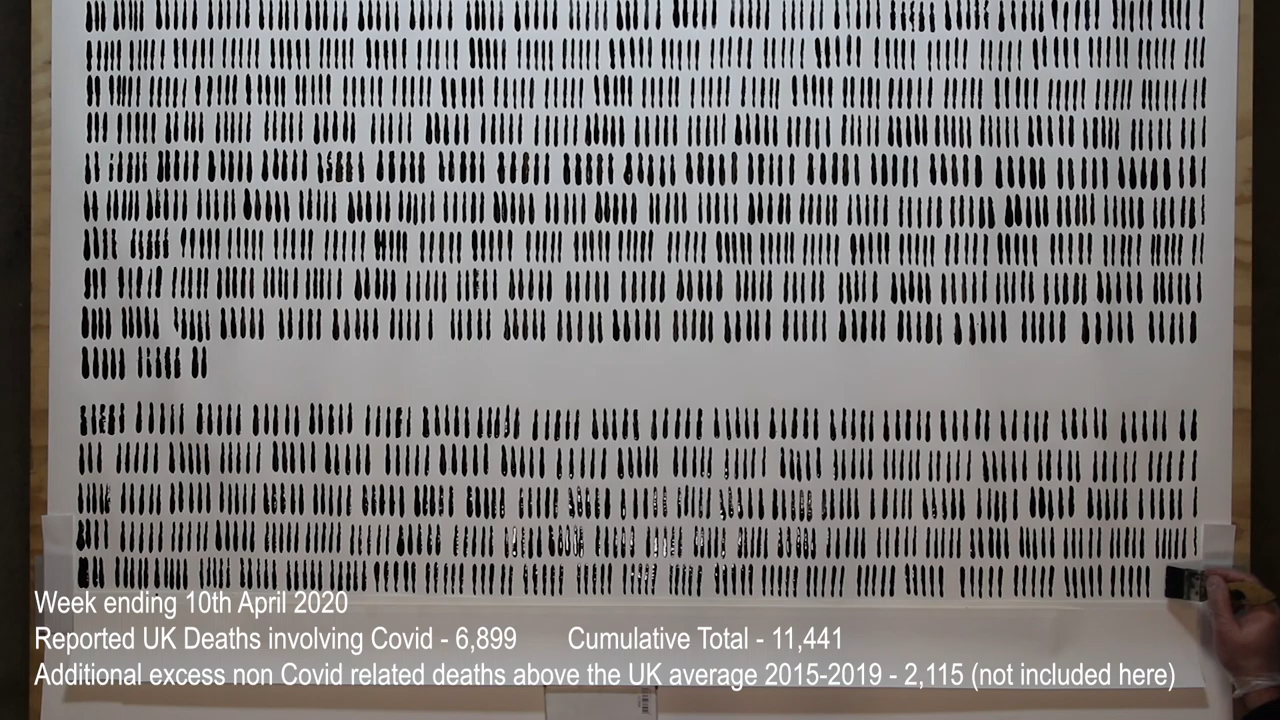 Week ending 10th April 2020
Reported UK Deaths involving Covid - 6,899 Cumulative Total - 11,441
Additional excess non Covid related deaths above the UK average 2015-2019 - 2,115 (not included here)